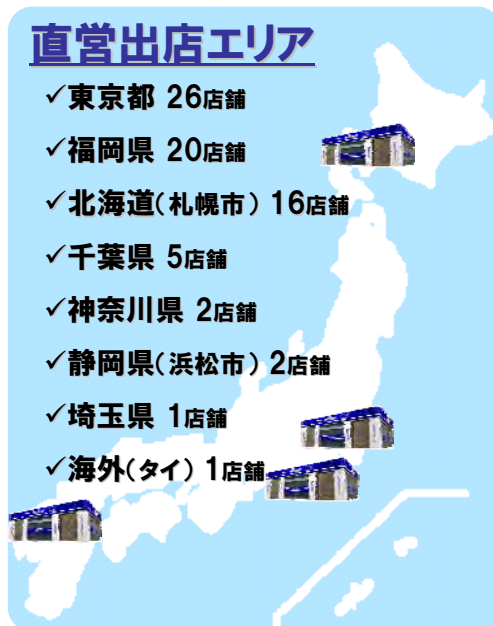 直営出店エリア
✓東京都 26店舗
✓福岡県 20店舗
✓北海道(札幌市) 16店舗
✓千葉県 5店舗
✓神奈川県 2店舗
✓静岡県(浜松市) 2店舗
✓埼玉県 1店舗
✓海外(タイ) 1店舗